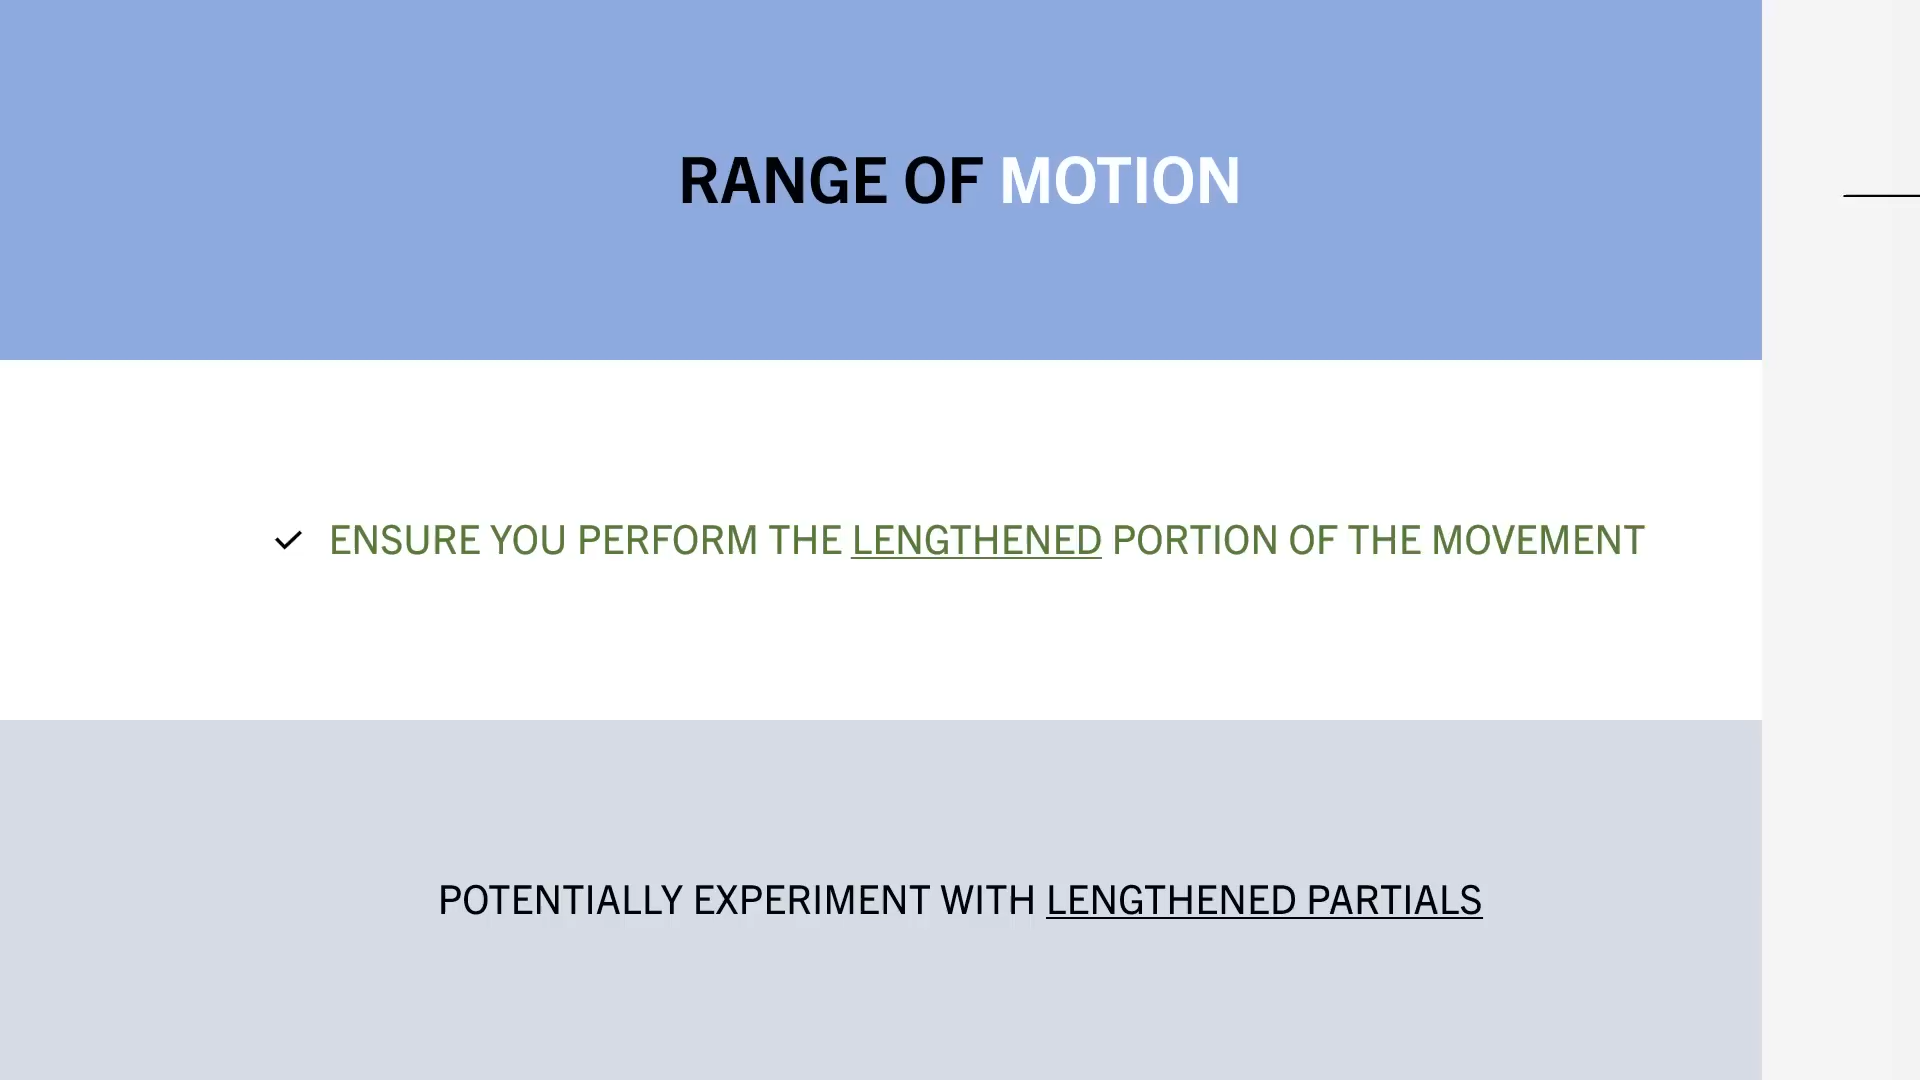 RANGE OF MOTION
✓ ENSURE YOU PERFORM THE LENGTHENED PORTION OF THE MOVEMENT
POTENTIALLY EXPERIMENT WITH LENGTHENED PARTIALS